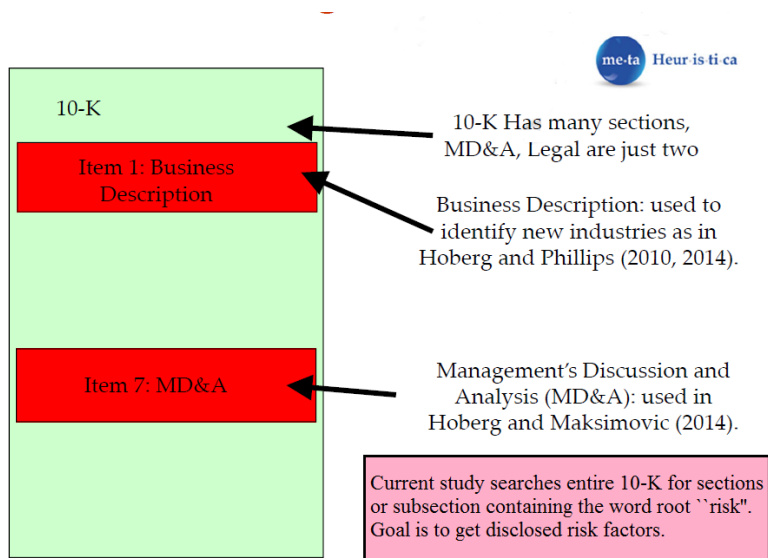 me-ta Heur-is-ti-ca
10-K
10-K Has many sections,
MD&A, Legal are just two
Item 1: Business
Description
Business Description: used to
identify new industries as in
Hoberg and Phillips (2010, 2014).
Item 7: MD&A
Management’s Discussion and
Analysis (MD&A): used in
Hoberg and Maksimovic (2014).
Current study searches entire 10-K for sections
or subsection containing the word root ``risk".
Goal is to get disclosed risk factors.